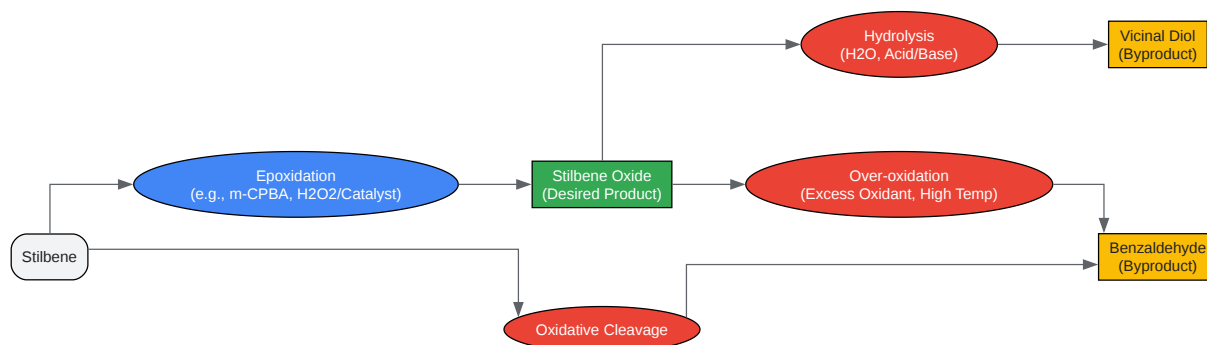 Hydrolysis
(H2O, Acid/Base)
Vicinal Diol
(Byproduct)
Epoxidation
(e.g., m-CPBA, H2O2/Catalyst)
Stilbene Oxide
(Desired Product)
Over-oxidation
(Excess Oxidant, High Temp)
Stilbene
Benzaldehyde
(Byproduct)
Oxidative Cleavage